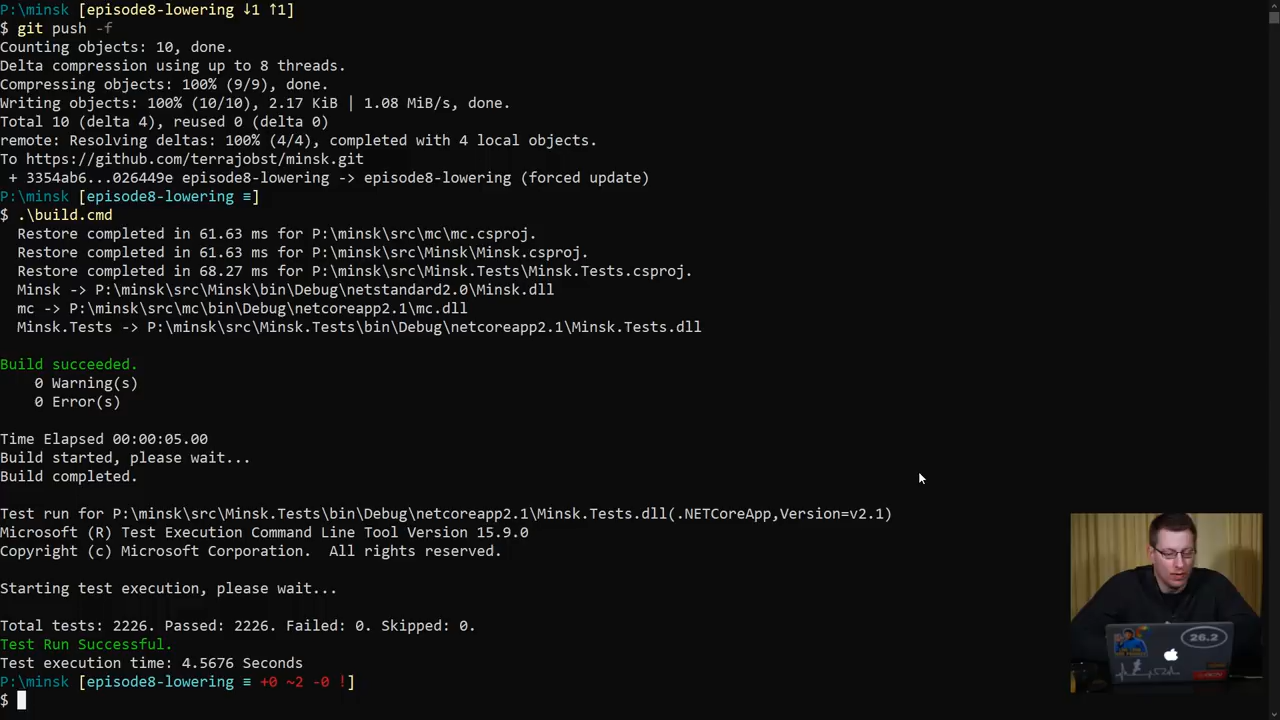 P:\minsk [episode8-lowering ↓1 ↑1]
$ git push -f
Counting objects: 10, done.
Delta compression using up to 8 threads.
Compressing objects: 100% (9/9), done.
Writing objects: 100% (10/10), 2.17 KiB | 1.08 MiB/s, done.
Total 10 (delta 4), reused 0 (delta 0)
remote: Resolving deltas: 100% (4/4), completed with 4 local objects.
To https://github.com/terrajobst/minsk.git
 + 3354ab6...026449e episode8-lowering -> episode8-lowering (forced update)
P:\minsk [episode8-lowering ≡]
$ .\build.cmd
  Restore completed in 61.63 ms for P:\minsk\src\mc\mc.csproj.
  Restore completed in 61.63 ms for P:\minsk\src\Minsk\Minsk.csproj.
  Restore completed in 68.27 ms for P:\minsk\src\Minsk.Tests\Minsk.Tests.csproj.
  Minsk -> P:\minsk\src\Minsk\bin\Debug\netstandard2.0\Minsk.dll
  mc -> P:\minsk\src\mc\bin\Debug\netcoreapp2.1\mc.dll
  Minsk.Tests -> P:\minsk\src\Minsk.Tests\bin\Debug\netcoreapp2.1\Minsk.Tests.dll
Build succeeded.
    0 Warning(s)
    0 Error(s)
Time Elapsed 00:00:05.00
Build started, please wait...
Build completed.
Test run for P:\minsk\src\Minsk.Tests\bin\Debug\netcoreapp2.1\Minsk.Tests.dll(.NETCoreApp,Version=v2.1)
Microsoft (R) Test Execution Command Line Tool Version 15.9.0
Copyright (c) Microsoft Corporation.  All rights reserved.
Starting test execution, please wait...
Total tests: 2226. Passed: 2226. Failed: 0. Skipped: 0.
Test Run Successful.
Test execution time: 4.5676 Seconds
P:\minsk [episode8-lowering ≡ +0 ~2 -0 !]
$
26.2